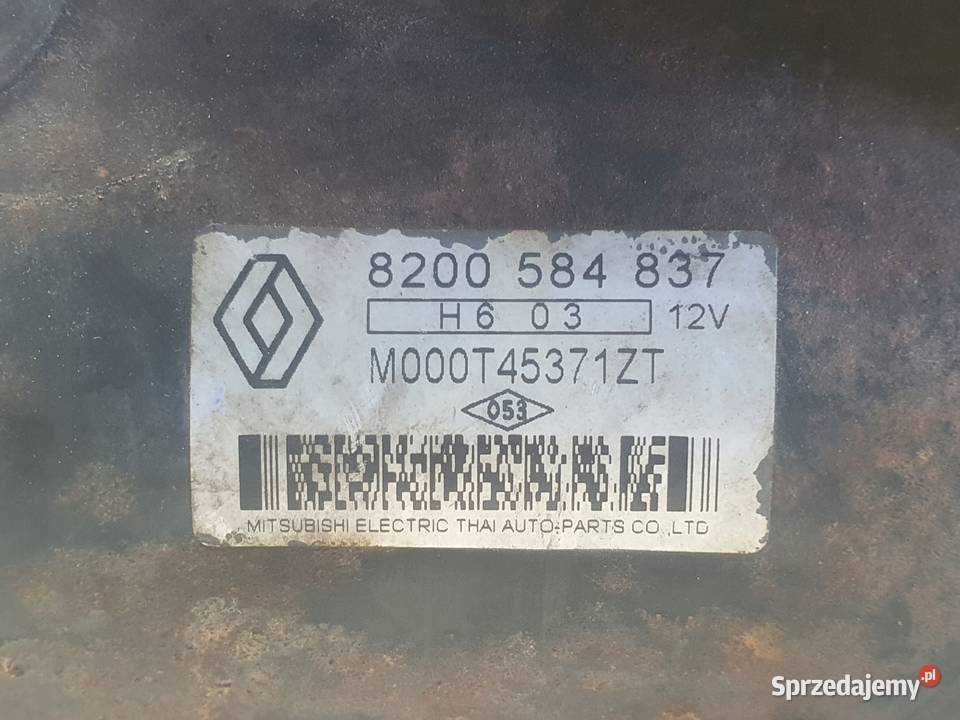 8200 584 837
H6 03 12V
M000T45371ZT
053
MITSUBISHI ELECTRIC THAI AUTO-PARTS CO.,LTD
Sprzedajemy.pl